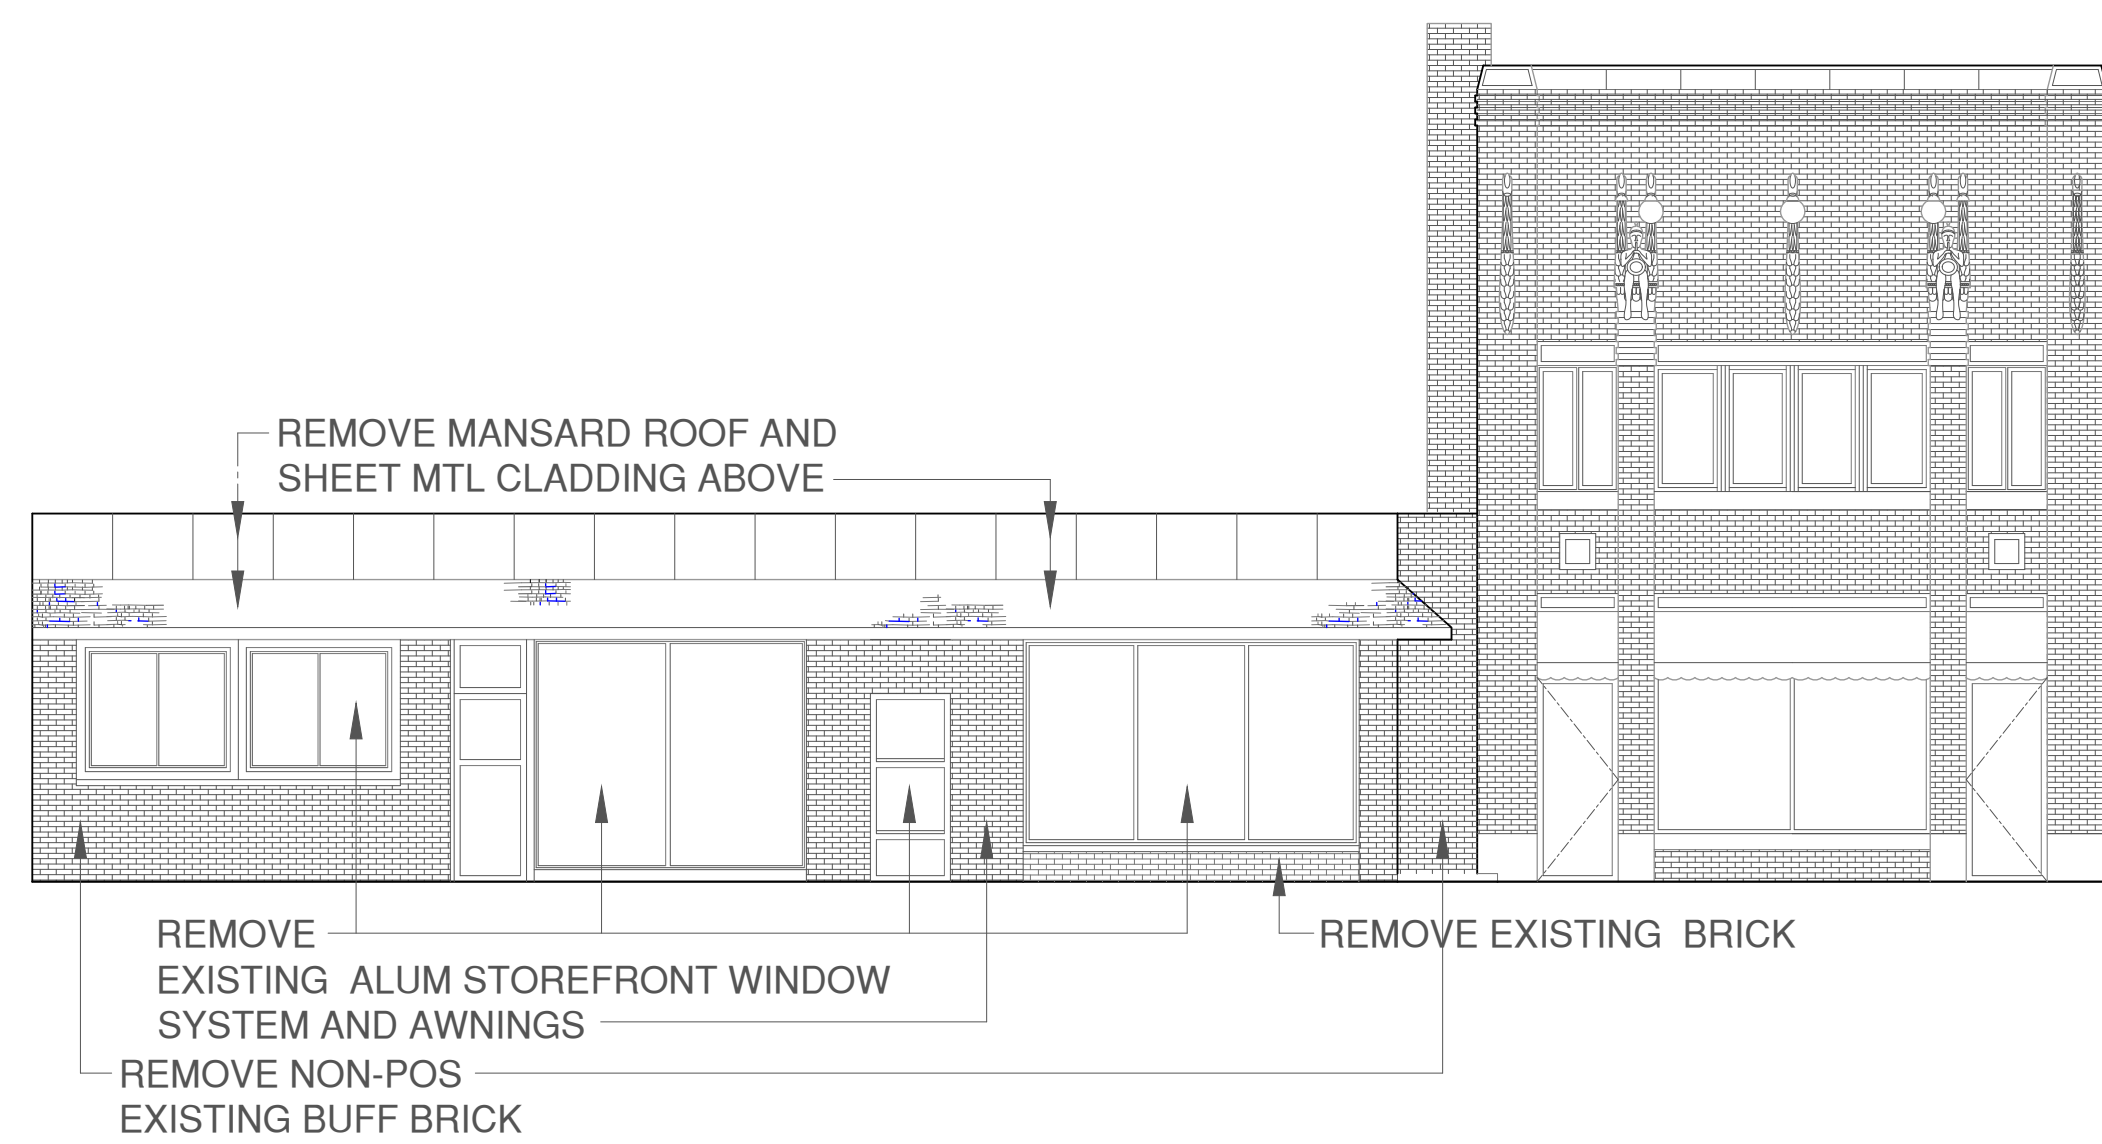 REMOVE MANSARD ROOF AND
SHEET MTL CLADDING ABOVE
REMOVE
EXISTING ALUM STOREFRONT WINDOW
SYSTEM AND AWNINGS
REMOVE EXISTING BRICK
REMOVE NON-POS
EXISTING BUFF BRICK